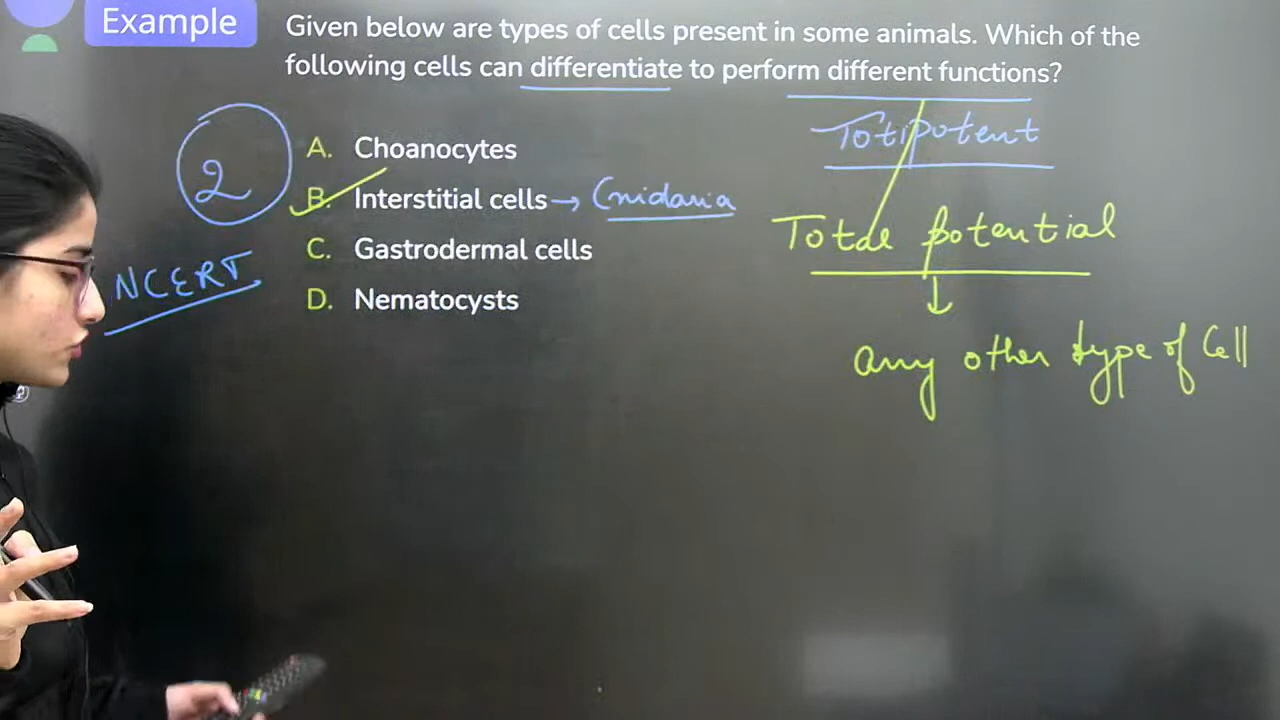 Example
Given below are types of cells present in some animals. Which of the
following cells can differentiate to perform different functions?
Totipotent
2
A. Choanocytes
B. Interstitial cells → Cnidaria
Total potential
C. Gastrodermal cells
NCERT
D. Nematocysts
any other type of Cell